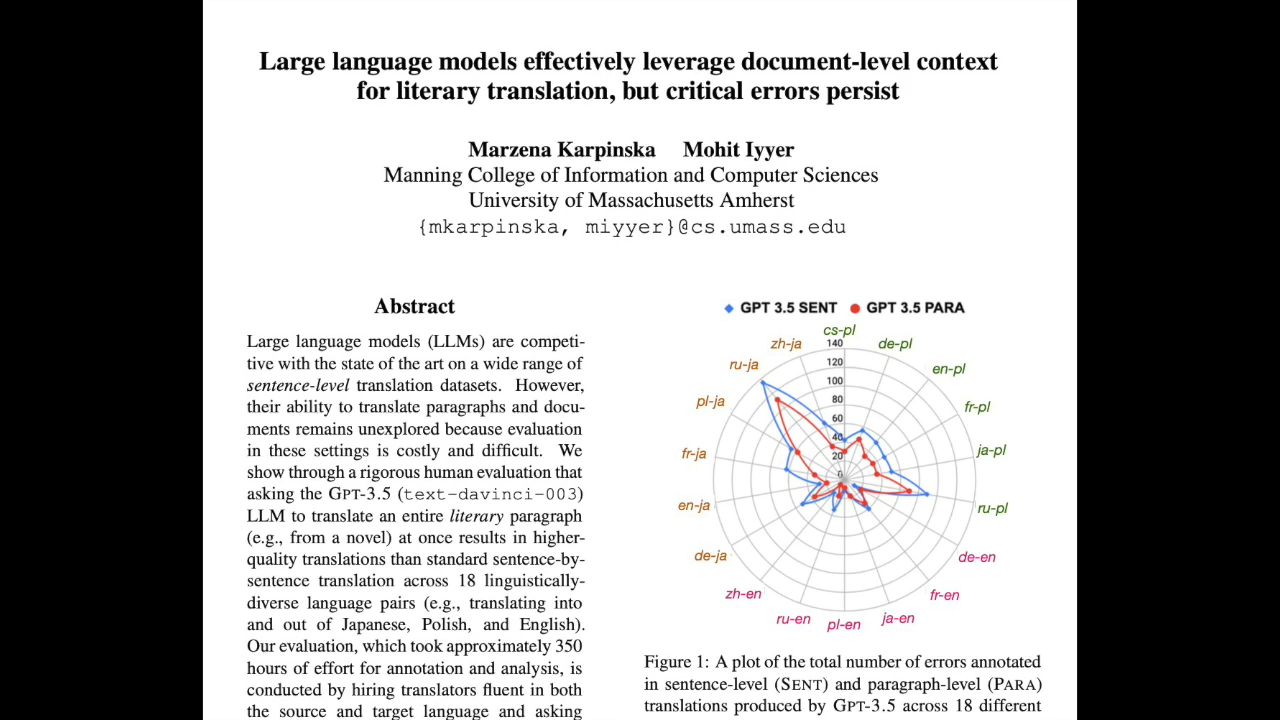 Large language models effectively leverage document-level context
for literary translation, but critical errors persist
Marzena Karpinska Mohit Iyyer
Manning College of Information and Computer Sciences
University of Massachusetts Amherst
{mkarpinska, miyyer}@cs.umass.edu
Abstract
Large language models (LLMs) are competi-
tive with the state of the art on a wide range of
sentence-level translation datasets. However,
their ability to translate paragraphs and docu-
ments remains unexplored because evaluation
in these settings is costly and difficult. We
show through a rigorous human evaluation that
asking the GPT-3.5 (text-davinci-003)
LLM to translate an entire literary paragraph
(e.g., from a novel) at once results in higher-
quality translations than standard sentence-by-
sentence translation across 18 linguistically-
diverse language pairs (e.g., translating into
and out of Japanese, Polish, and English).
Our evaluation, which took approximately 350
hours of effort for annotation and analysis, is
conducted by hiring translators fluent in both
the source and target language and asking
GPT 3.5 SENT GPT 3.5 PARA
cs-pl
de-pl
en-pl
fr-pl
ja-pl
ru-pl
de-en
fr-en
ja-en
pl-en
ru-en
zh-en
de-ja
en-ja
fr-ja
pl-ja
ru-ja
zh-ja
140
120
100
80
60
40
20
0
Figure 1: A plot of the total number of errors annotated
in sentence-level (SENT) and paragraph-level (PARA)
translations produced by GPT-3.5 across 18 different